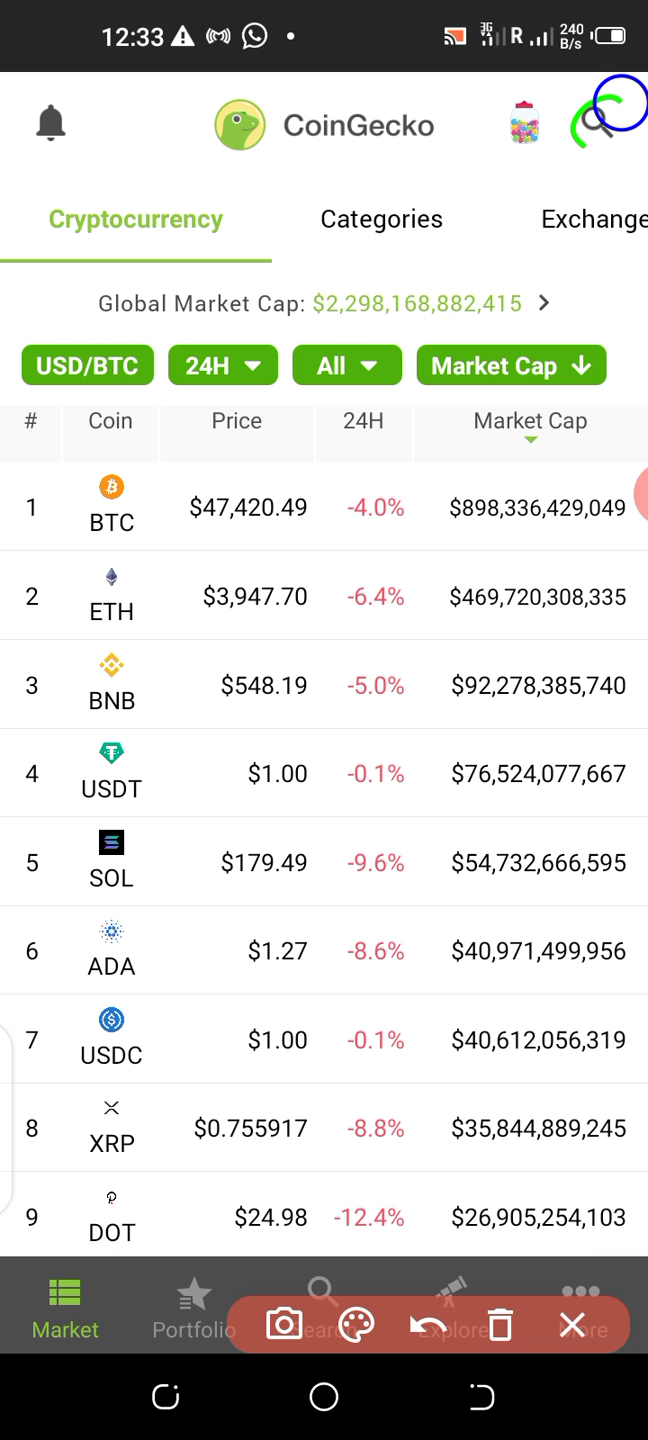 12:33 3G R 240 B/s
CoinGecko
Cryptocurrency Categories Exchange
Global Market Cap: $2,298,168,882,415
USD/BTC 24H All Market Cap
# Coin Price 24H Market Cap
1 BTC $47,420.49 -4.0% $898,336,429,049
2 ETH $3,947.70 -6.4% $469,720,308,335
3 BNB $548.19 -5.0% $92,278,385,740
4 USDT $1.00 -0.1% $76,524,077,667
5 SOL $179.49 -9.6% $54,732,666,595
6 ADA $1.27 -8.6% $40,971,499,956
7 USDC $1.00 -0.1% $40,612,056,319
8 XRP $0.755917 -8.8% $35,844,889,245
9 DOT $24.98 -12.4% $26,905,254,103
Market Portfolio Search Explore More